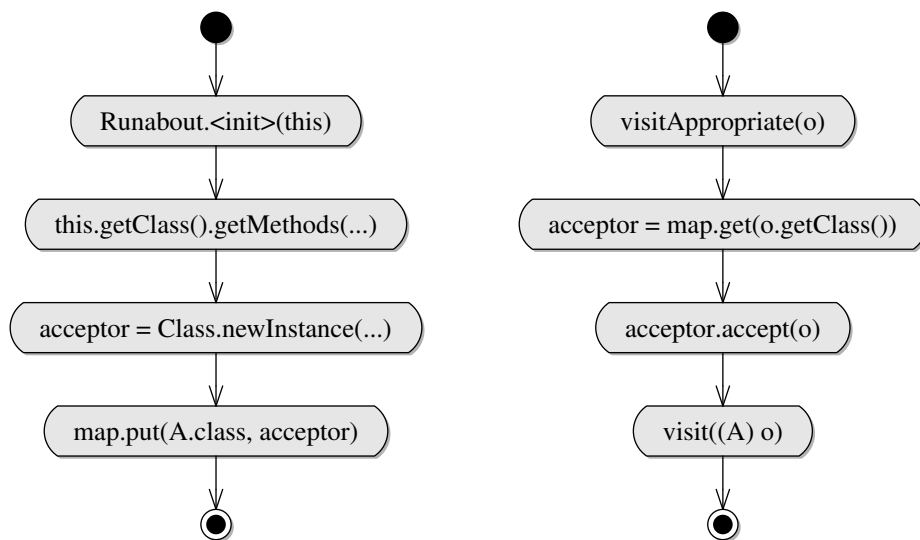 Runabout.<init>(this)
this.getClass().getMethods(...)
acceptor = Class.newInstance(...)
map.put(A.class, acceptor)
visitAppropriate(o)
acceptor = map.get(o.getClass())
acceptor.accept(o)
visit((A) o)